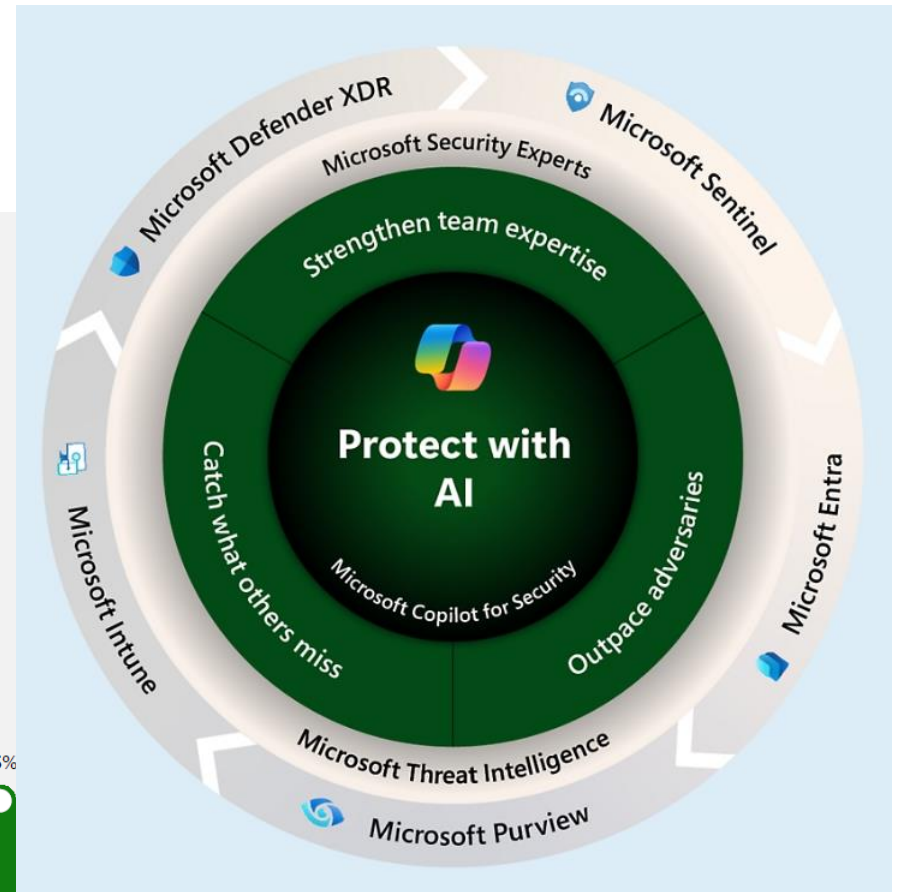 Microsoft Defender XDR
Microsoft Sentinel
Microsoft Entra
Microsoft Purview
Microsoft Intune
Microsoft Security Experts
Microsoft Threat Intelligence
Strengthen team expertise
Outpace adversaries
Catch what others miss
Protect with
AI
Microsoft Copilot for Security